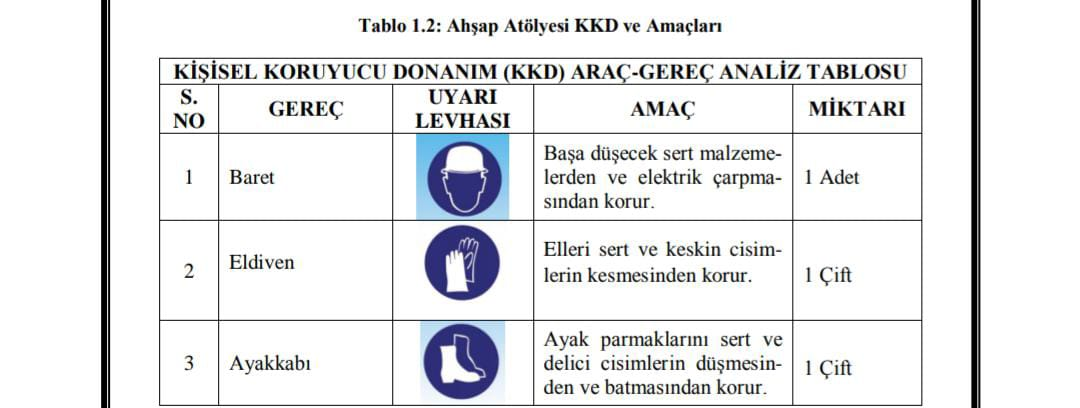 Tablo 1.2: Ahşap Atölyesi KKD ve Amaçları
KİŞİSEL KORUYUCU DONANIM (KKD) ARAÇ-GEREÇ ANALİZ TABLOSU
S.
NO
GEREÇ
UYARI
LEVHASI
AMAÇ
MİKTARI
1
Baret
Başa düşecek sert malzeme-
lerden ve elektrik çarpma-
sından korur.
1 Adet
2
Eldiven
Elleri sert ve keskin cisim-
lerin kesmesinden korur.
1 Çift
3
Ayakkabı
Ayak parmaklarını sert ve
delici cisimlerin düşmesin-
den ve batmasından korur.
1 Çift